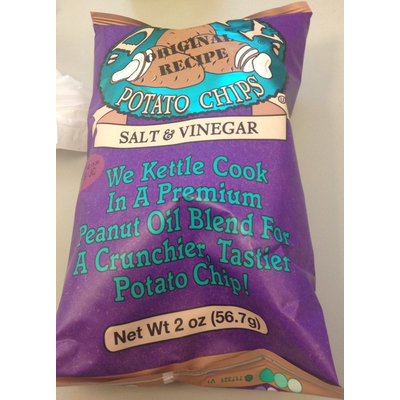 ORIGINAL
RECIPE
POTATO CHIPS
SALT & VINEGAR
We Kettle Cook
In A Premium
Peanut Oil Blend For
A Crunchier, Tastier
Potato Chip!
Net Wt 2 oz (56.7g)